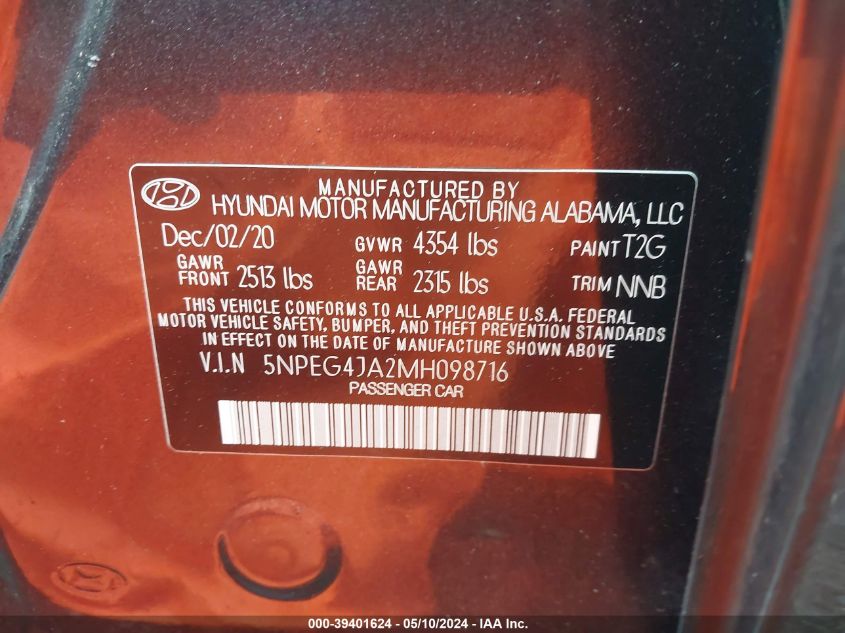 MANUFACTURED BY
HYUNDAI MOTOR MANUFACTURING ALABAMA, LLC
Dec/02/20 GVWR 4354 lbs PAINT T2G
GAWR FRONT 2513 lbs GAWR REAR 2315 lbs TRIM NNB
THIS VEHICLE CONFORMS TO ALL APPLICABLE U.S.A. FEDERAL
MOTOR VEHICLE SAFETY, BUMPER, AND THEFT PREVENTION STANDARDS
IN EFFECT ON THE DATE OF MANUFACTURE SHOWN ABOVE
V.I.N 5NPEG4JA2MH098716
PASSENGER CAR
000-39401624 - 05/10/2024 - IAA Inc.